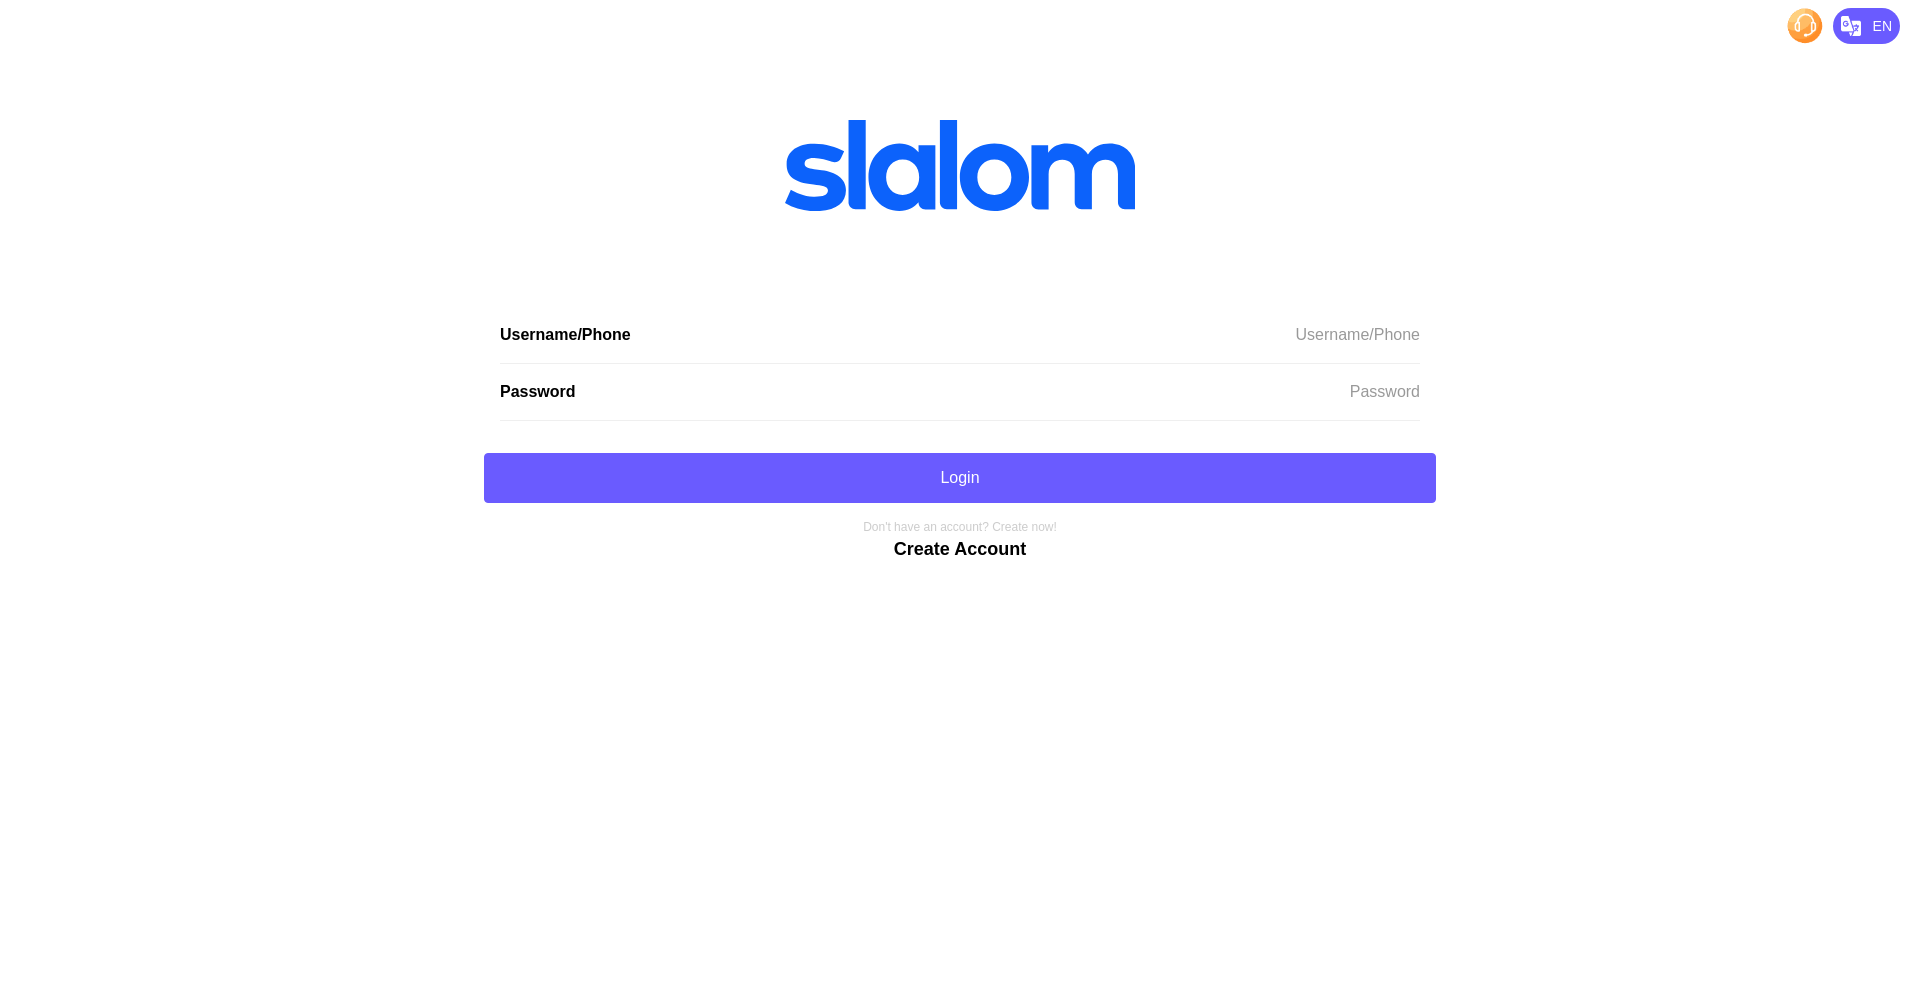 EN
slalom
Username/Phone Username/Phone
Password Password
Login
Don't have an account? Create now!
Create Account